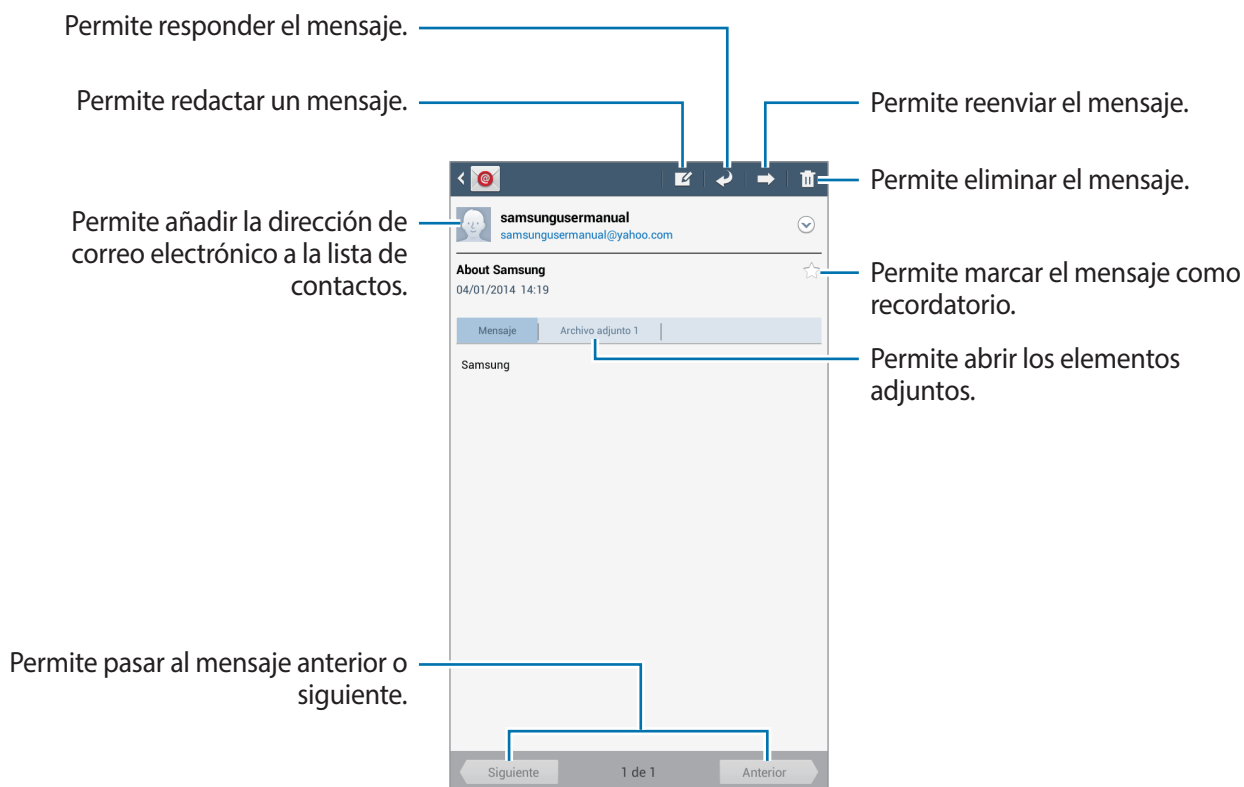 Permite responder el mensaje.
Permite redactar un mensaje.
Permite reenviar el mensaje.
Permite eliminar el mensaje.
Permite añadir la dirección de
correo electrónico a la lista de
contactos.
samsungusermanual
samsungusermanual@yahoo.com
About Samsung
04/01/2014 14:19
Permite marcar el mensaje como
recordatorio.
Mensaje
Archivo adjunto 1
Permite abrir los elementos
adjuntos.
Samsung
Permite pasar al mensaje anterior o
siguiente.
Siguiente
1 de 1
Anterior